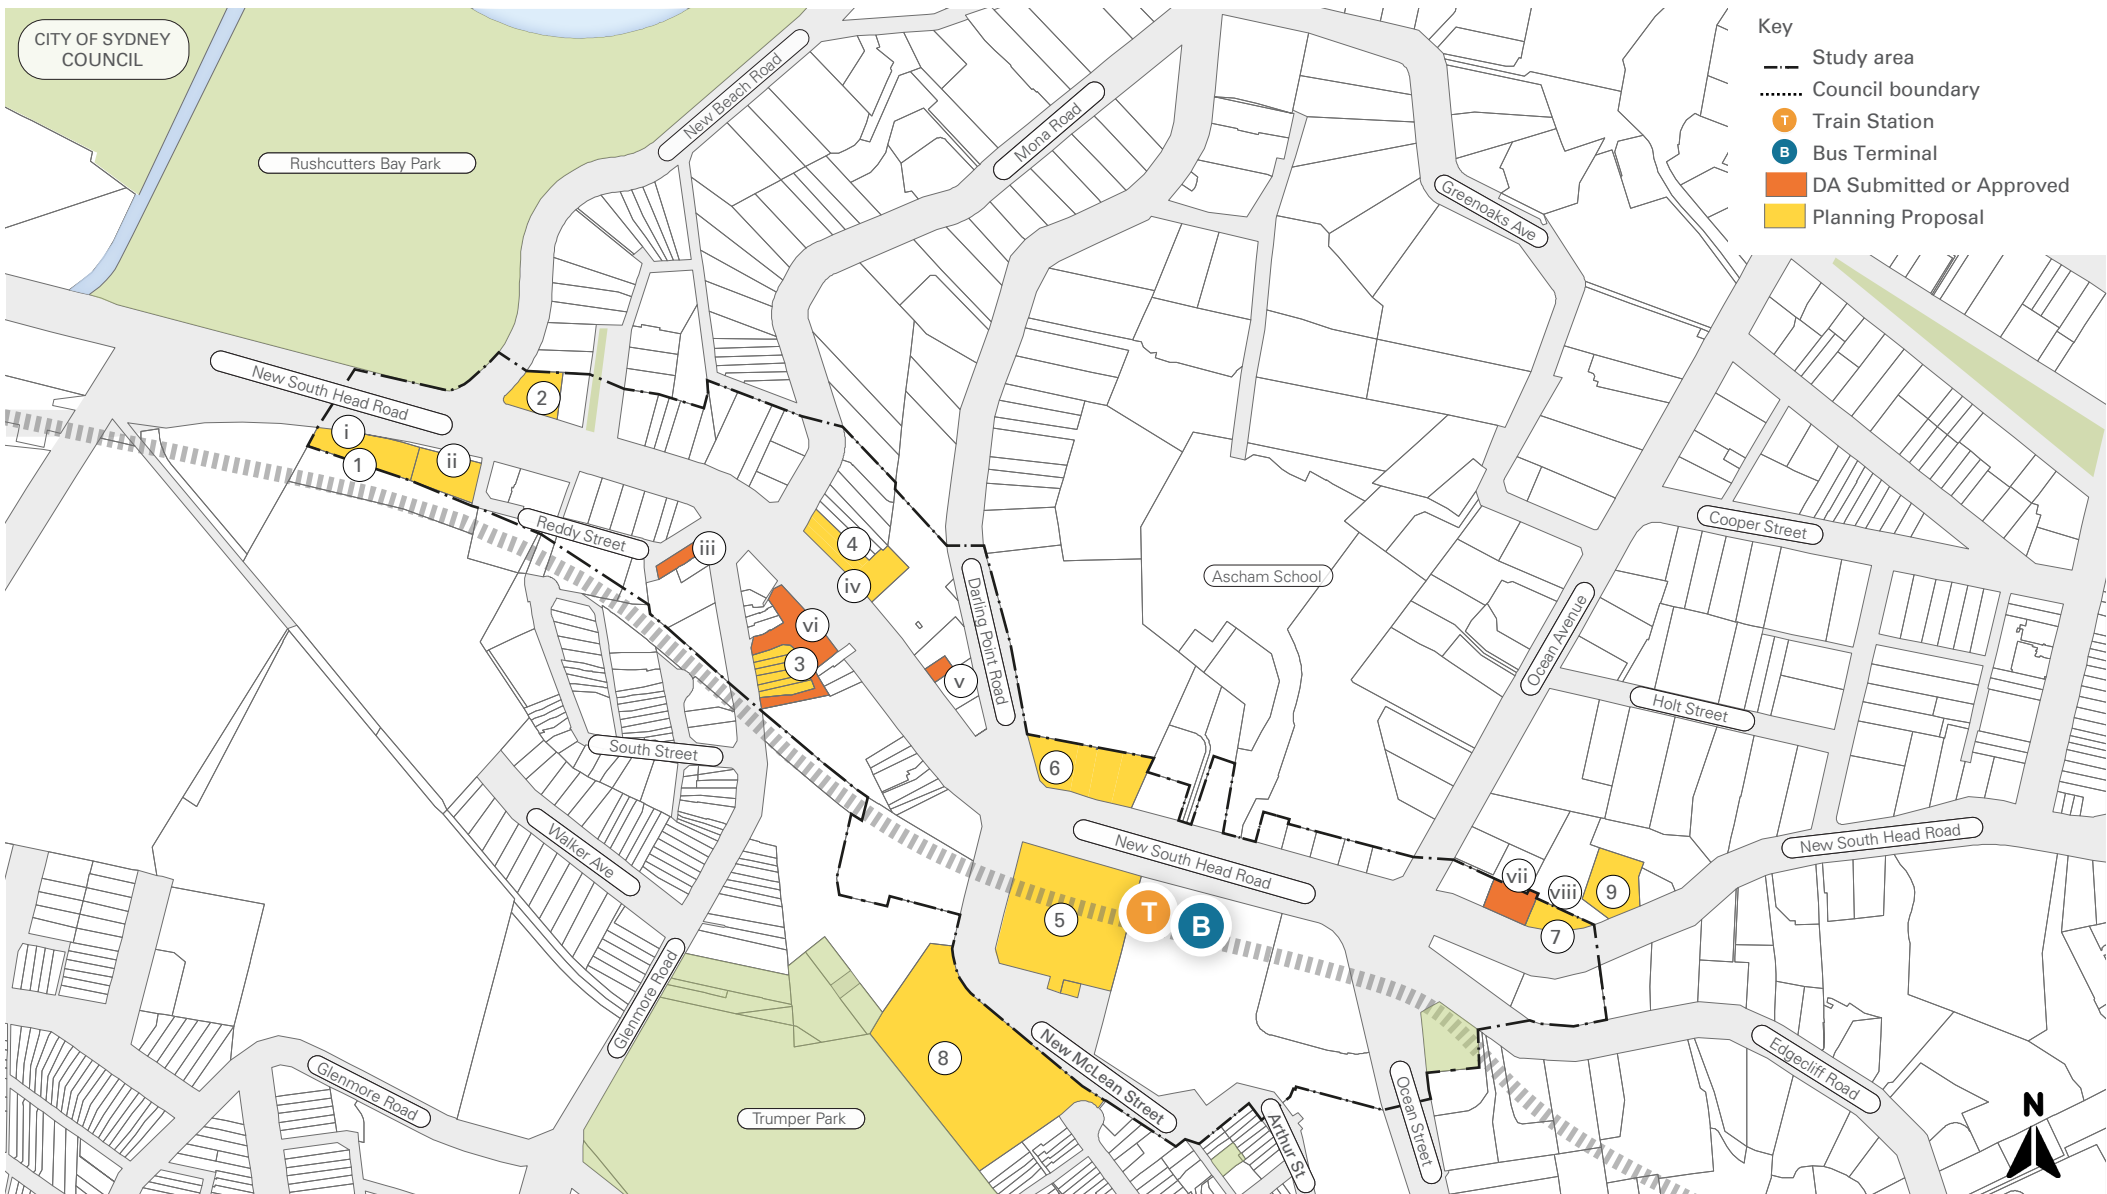 CITY OF SYDNEY
COUNCIL
Key
Study area
Council boundary
T Train Station
B Bus Terminal
DA Submitted or Approved
Planning Proposal
Rushcutters Bay Park
New Beach Road
Mona Road
Greenoaks Ave
New South Head Road
2
i
1
ii
Reddy Street
iii
4
iv
Darling Point Road
Ascham School
Cooper Street
Ocean Avenue
vi
3
v
Holt Street
South Street
6
Walker Ave
New South Head Road
New South Head Road
vii
viii
9
7
T
B
5
Glenmore Road
8
New McLean Street
Edgecliff Road
Glenmore Road
Trumper Park
Ocean Street
Arthur St
N